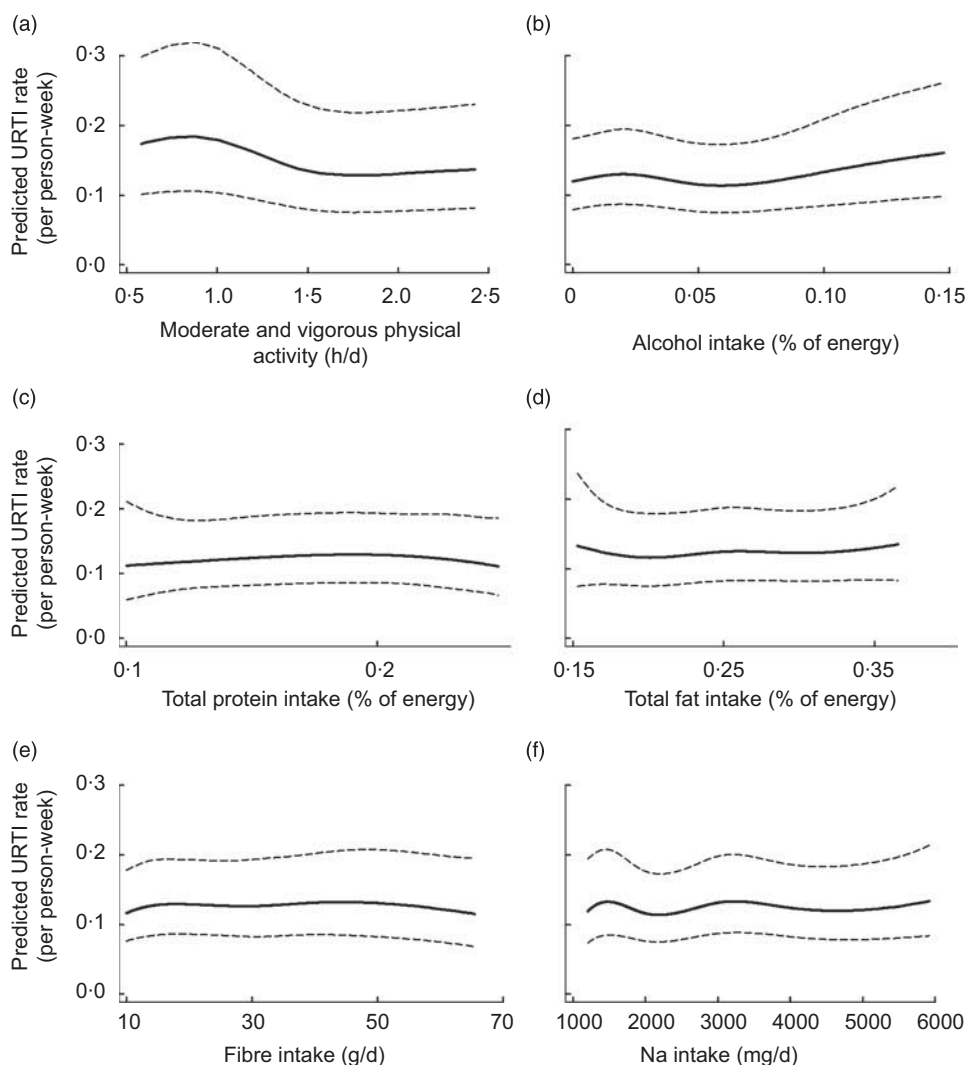 (a)
0·3
0·2
0·1
0·0
Predicted URTI rate
(per person-week)
0·5 1·0 1·5 2·0 2·5
Moderate and vigorous physical
activity (h/d)
(b)
0 0·05 0·10 0·15
Alcohol intake (% of energy)
(c)
0·3
0·2
0·1
0·0
Predicted URTI rate
(per person-week)
0·1 0·2
Total protein intake (% of energy)
(d)
0·15 0·25 0·35
Total fat intake (% of energy)
(e)
0·3
0·2
0·1
0·0
Predicted URTI rate
(per person-week)
10 30 50 70
Fibre intake (g/d)
(f)
1000 2000 3000 4000 5000 6000
Na intake (mg/d)